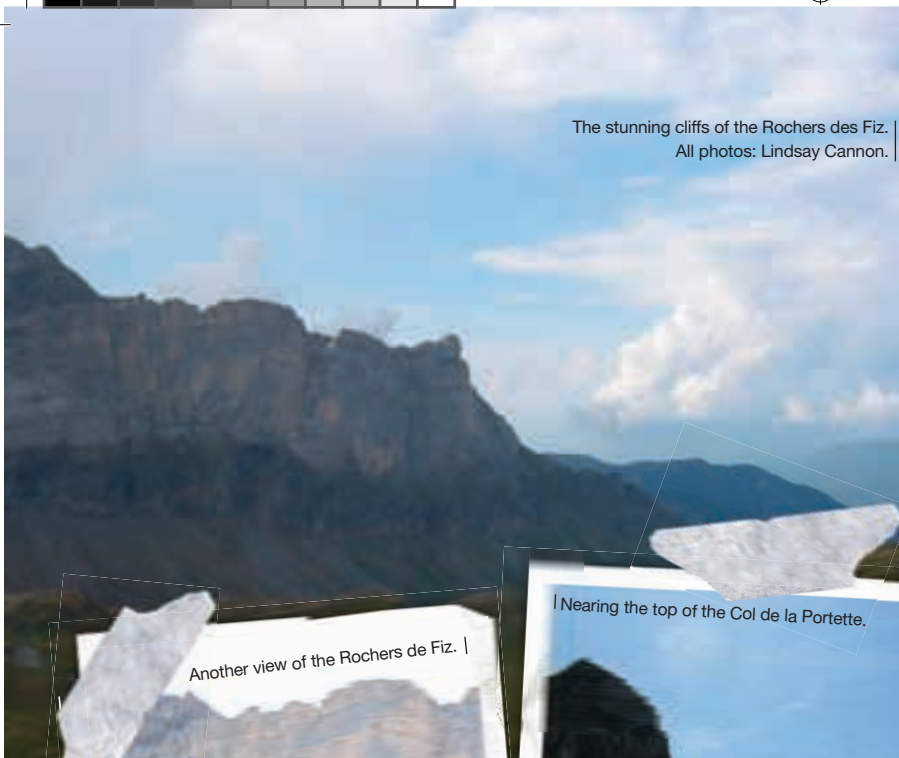 The stunning cliffs of the Rochers des Fiz.
All photos: Lindsay Cannon.
Nearing the top of the Col de la Portette.
Another view of the Rochers de Fiz.